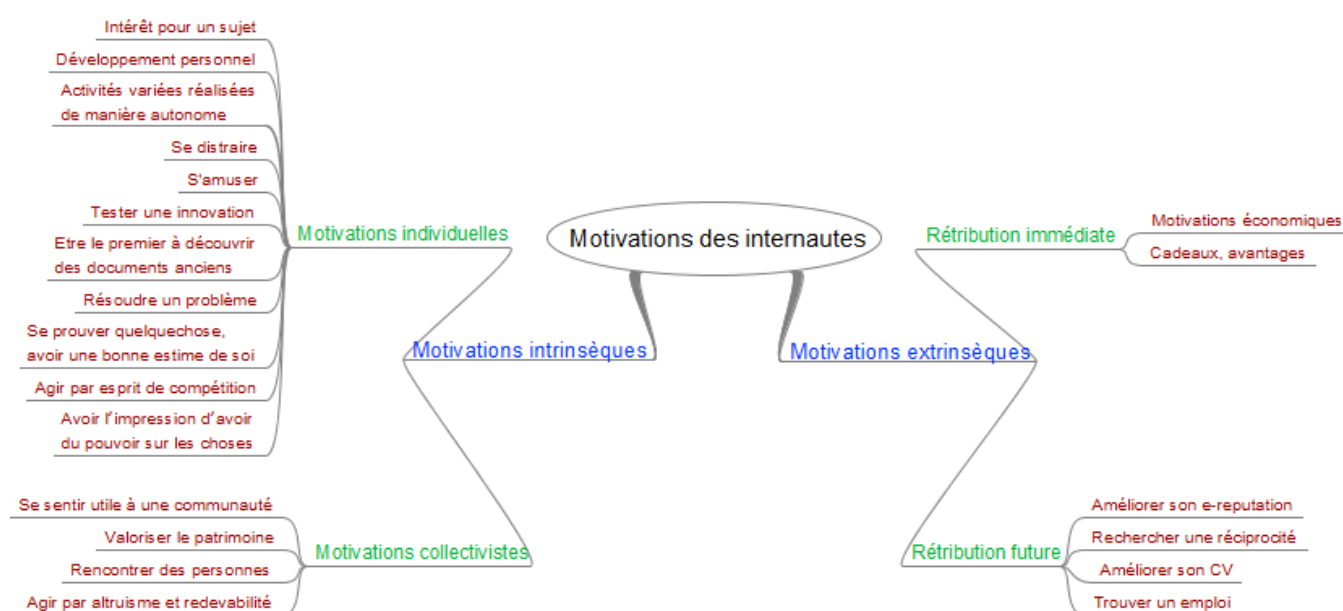 Intérêt pour un sujet
Développement personnel
Activités variées réalisées
de manière autonome
Se distraire
S'amuser
Tester une innovation
Etre le premier à découvrir
des documents anciens
Résoudre un problème
Se prouver quelquechose,
avoir une bonne estime de soi
Agir par esprit de compétition
Avoir l'impression d'avoir
du pouvoir sur les choses
Motivations individuelles
Se sentir utile à une communauté
Valoriser le patrimoine
Rencontrer des personnes
Agir par altruisme et redevabilité
Motivations collectivistes
Motivations intrinsèques
Motivations des internautes
Motivations extrinsèques
Rétribution immédiate
Motivations économiques
Cadeaux, avantages
Rétribution future
Améliorer son e-reputation
Rechercher une réciprocité
Améliorer son CV
Trouver un emploi